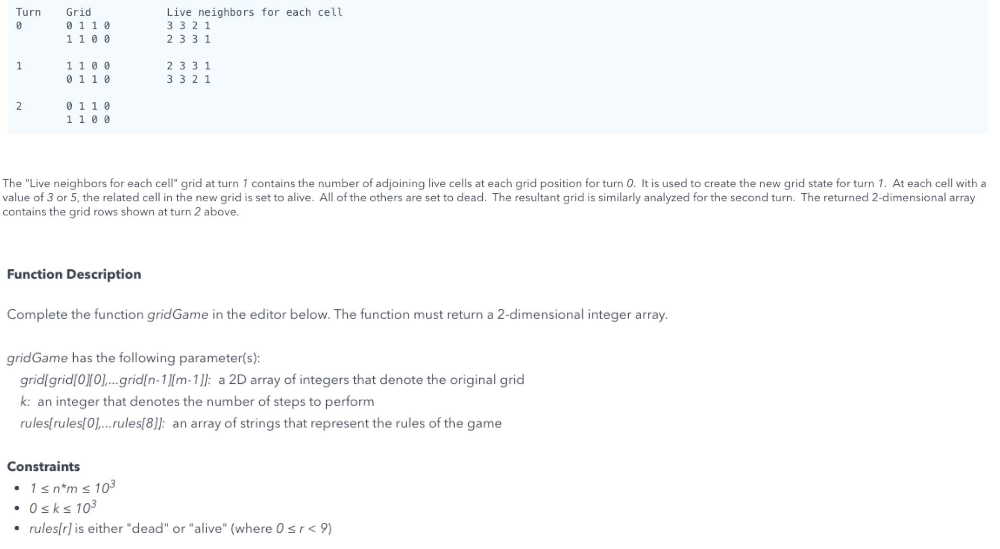 Turn Grid Live neighbors for each cell
0 0 1 1 0 3 3 2 1
1 1 0 0 2 3 3 1
1 1 1 0 0 2 3 3 1
0 1 1 0 3 3 2 1
2 0 1 1 0
1 1 0 0
The "Live neighbors for each cell" grid at turn 1 contains the number of adjoining live cells at each grid position for turn 0. It is used to create the new grid state for turn 1. At each cell with a
value of 3 or 5, the related cell in the new grid is set to alive. All of the others are set to dead. The resultant grid is similarly analyzed for the second turn. The returned 2-dimensional array
contains the grid rows shown at turn 2 above.
Function Description
Complete the function gridGame in the editor below. The function must return a 2-dimensional integer array.
gridGame has the following parameter(s):
grid[grid[0][0],...grid[n-1][m-1]]: a 2D array of integers that denote the original grid
k: an integer that denotes the number of steps to perform
rules[rules[0],...rules[8]]: an array of strings that represent the rules of the game
Constraints
• 1 ≤ n*m ≤ 10³
• 0 ≤ k ≤ 10³
• rules[r] is either "dead" or "alive" (where 0 ≤ r < 9)